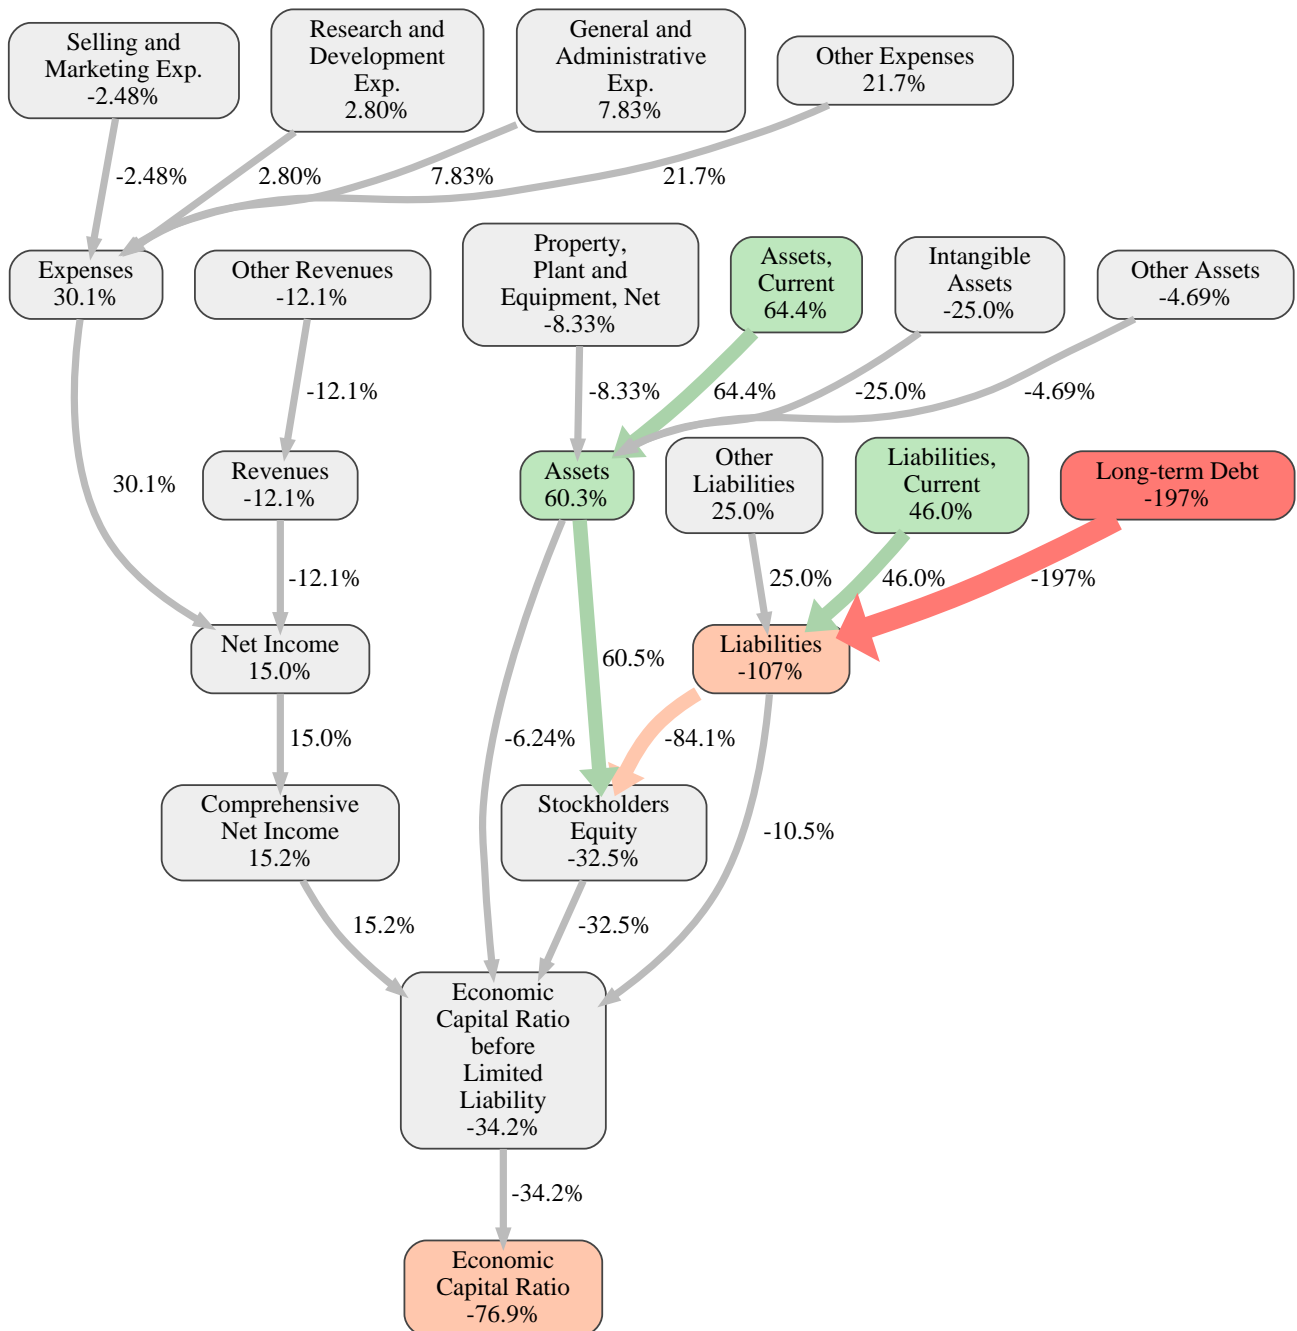 Selling and
Marketing Exp.
-2.48%
Research and
Development
Exp.
2.80%
General and
Administrative
Exp.
7.83%
Other Expenses
21.7%
-2.48%
2.80%
7.83%
21.7%
Expenses
30.1%
Other Revenues
-12.1%
Property,
Plant and
Equipment, Net
-8.33%
Assets,
Current
64.4%
Intangible
Assets
-25.0%
Other Assets
-4.69%
-12.1%
-8.33%
64.4%
-25.0%
-4.69%
30.1%
Revenues
-12.1%
Assets
60.3%
Other
Liabilities
25.0%
Liabilities,
Current
46.0%
Long-term Debt
-197%
-12.1%
25.0%
46.0%
-197%
Net Income
15.0%
60.5%
Liabilities
-107%
15.0%
-6.24%
-84.1%
Comprehensive
Net Income
15.2%
Stockholders
Equity
-32.5%
-10.5%
15.2%
-32.5%
Economic
Capital Ratio
before
Limited
Liability
-34.2%
-34.2%
Economic
Capital Ratio
-76.9%